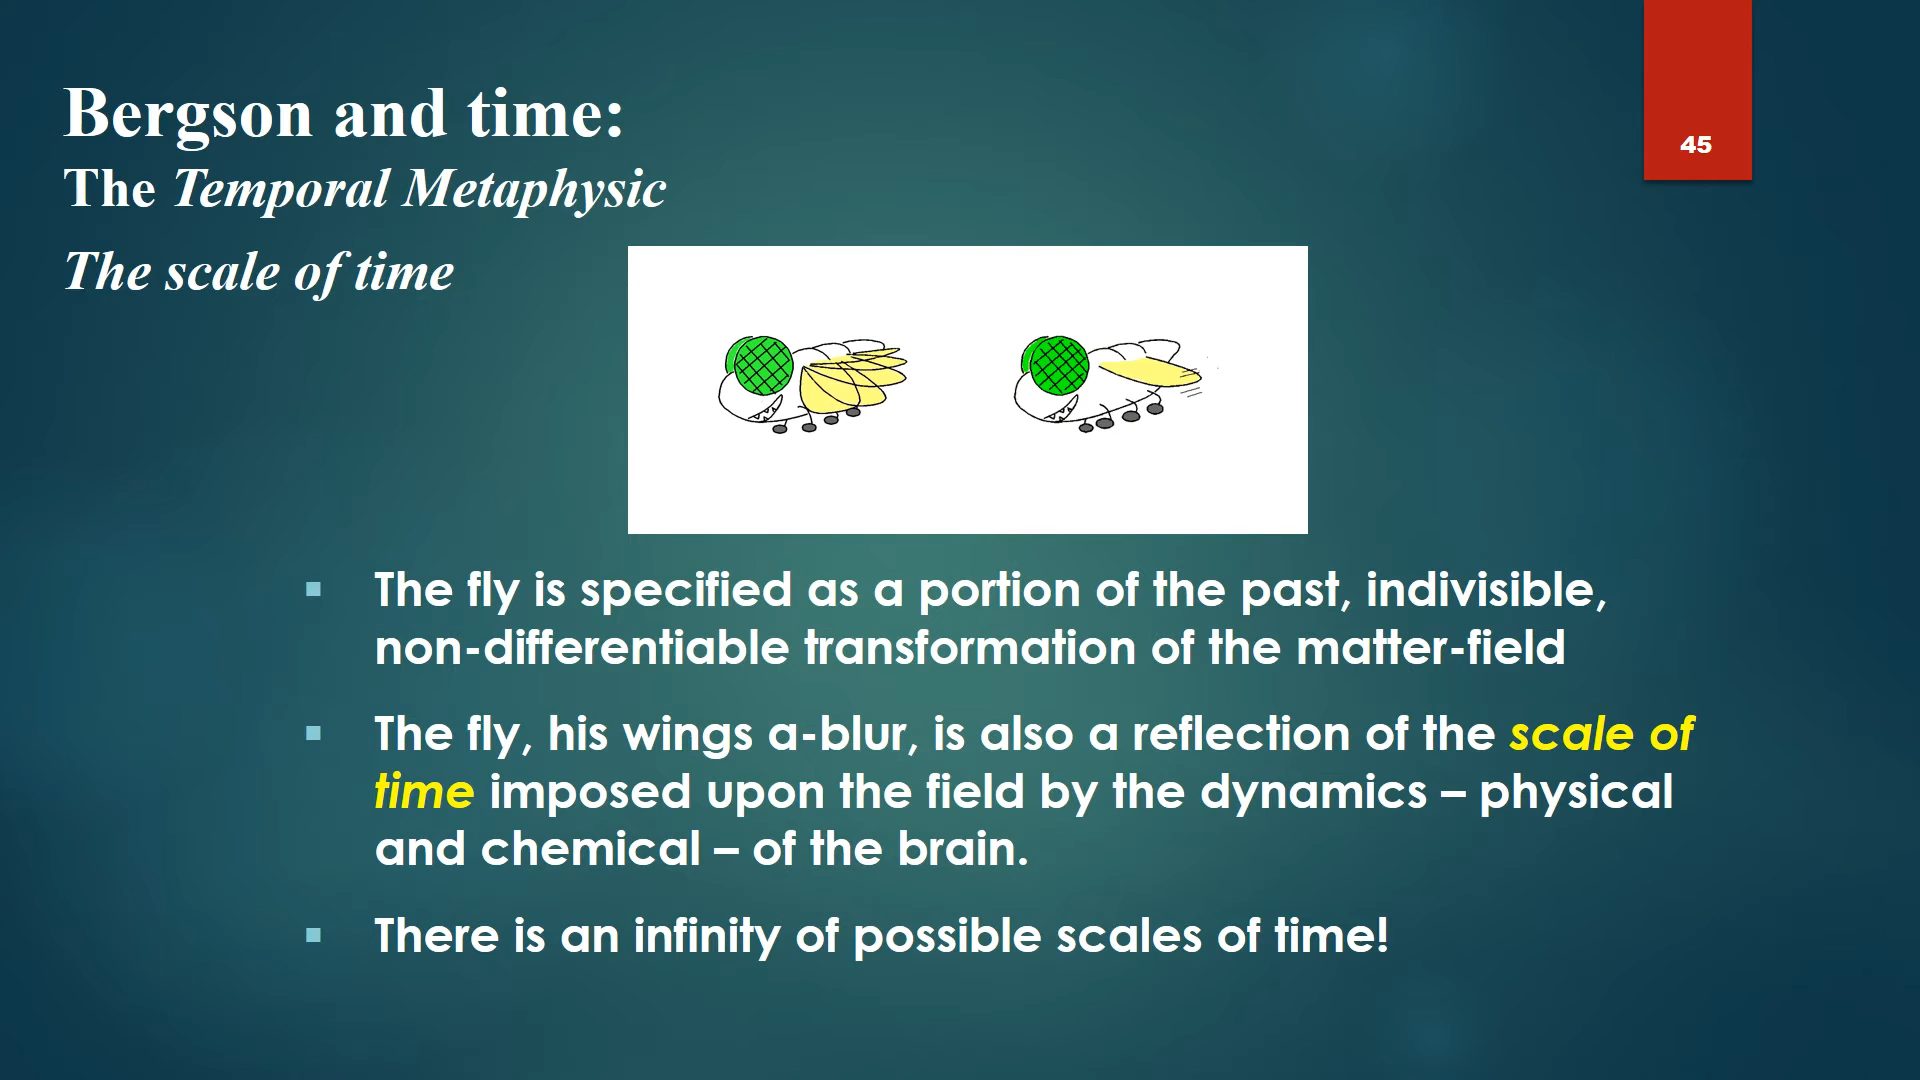 Bergson and time:
The Temporal Metaphysic
The scale of time
45
▪ The fly is specified as a portion of the past, indivisible,
non-differentiable transformation of the matter-field
▪ The fly, his wings a-blur, is also a reflection of the scale of
time imposed upon the field by the dynamics – physical
and chemical – of the brain.
▪ There is an infinity of possible scales of time!